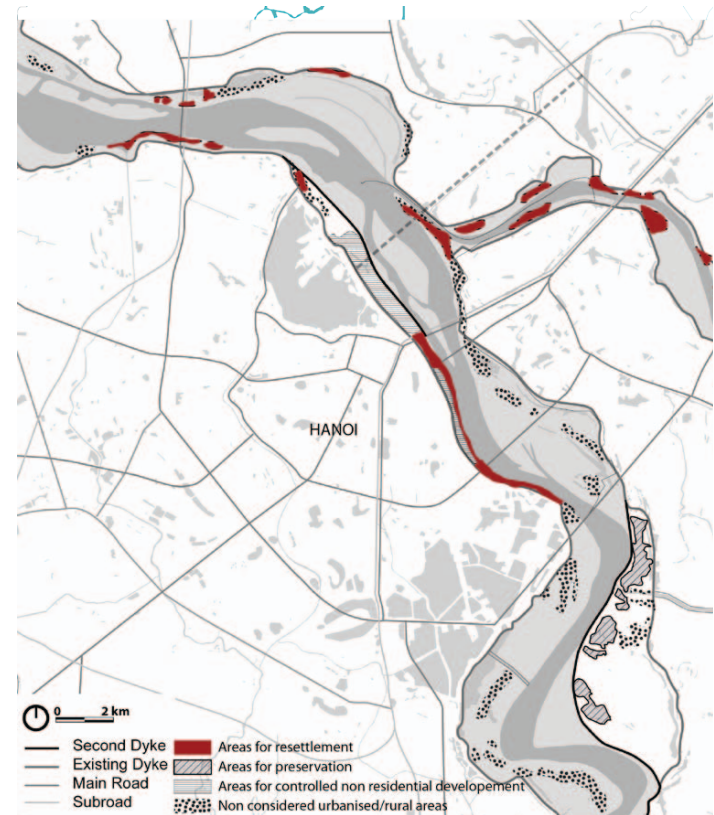 HANOI
0 2 km
Second Dyke
Existing Dyke
Main Road
Subroad
Areas for resettlement
Areas for preservation
Areas for controlled non residential developement
Non considered urbanised/rural areas